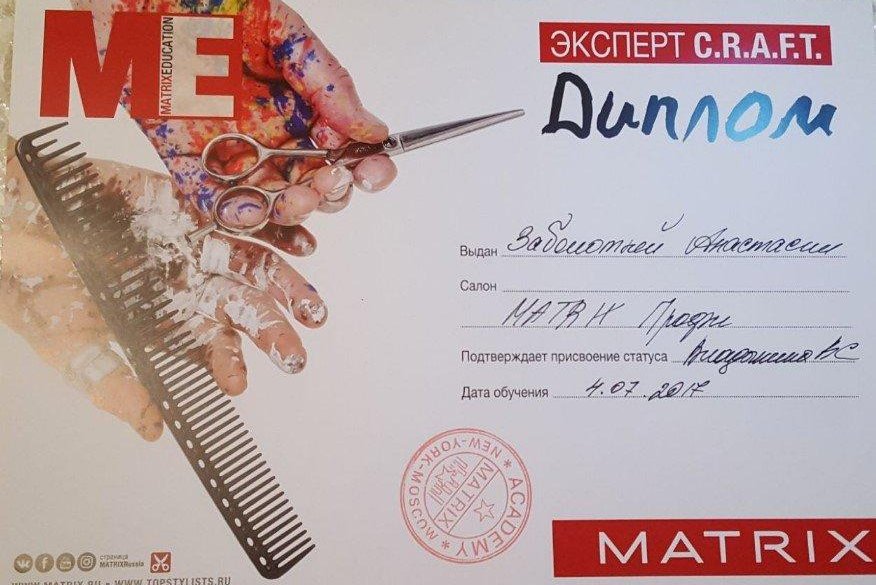 ME
MATRIXEDUCATION
ЭКСПЕРТ C.R.A.F.T.
Диплом
Выдан Заболотней Анастасии
Салон
MATRIX Профи
Подтверждает присвоение статуса
Дата обучения 4.07.2017
ACADEMY * MOSCOW-NEW-YORK *
MATRIX
MATRIX
страница
MATRIXRussia
WWW.MATRIX.RU • WWW.TOPSTYLISTS.RU